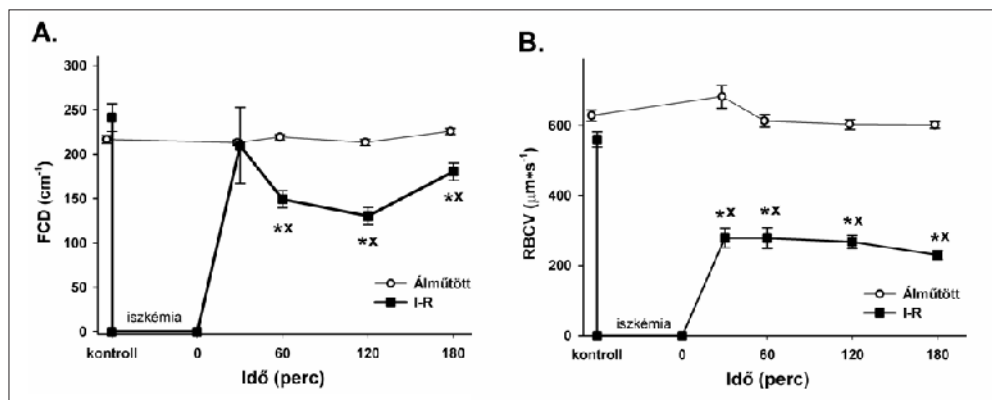 A.
300
250
200
150
100
50
0
FCD (cm⁻¹)
*x
*x
*x
Álműtött
I-R
iszkémia
kontroll 0 60 120 180
Idő (perc)
B.
600
400
200
0
RBCV (µm*s⁻¹)
*x
*x
*x
*x
Álműtött
I-R
iszkémia
kontroll 0 60 120 180
Idő (perc)